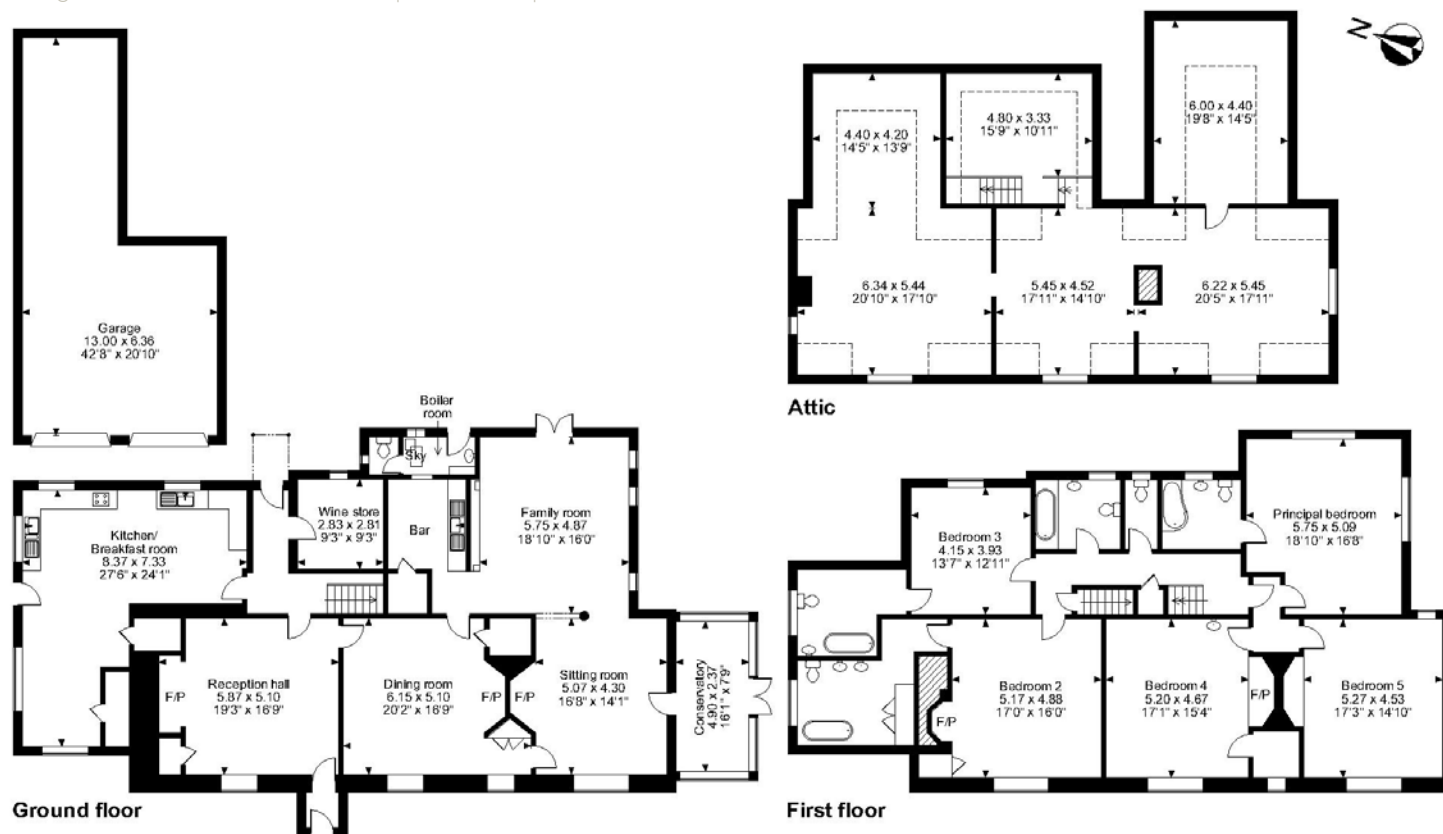 N
4.40 x 4.20
14'5" x 13'9"
4.80 x 3.33
15'9" x 10'11"
6.00 x 4.40
19'8" x 14'5"
6.34 x 5.44
20'10" x 17'10"
5.45 x 4.52
17'11" x 14'10"
6.22 x 5.45
20'5" x 17'11"
Attic
Garage
13.00 x 6.36
42'8" x 20'10"
Boiler
room
Sky
Kitchen/
Breakfast room
8.37 x 7.33
27'6" x 24'1"
Wine store
2.83 x 2.81
9'3" x 9'3"
Bar
Family room
5.75 x 4.87
18'10" x 16'0"
F/P
Reception hall
5.87 x 5.10
19'3" x 16'9"
Dining room
6.15 x 5.10
20'2" x 16'9"
F/P
F/P
Sitting room
5.07 x 4.30
16'8" x 14'1"
Conservatory
4.90 x 2.37
16'1" x 7'9"
Ground floor
Principal bedroom
5.75 x 5.09
18'10" x 16'8"
Bedroom 3
4.15 x 3.93
13'7" x 12'11"
F/P
Bedroom 2
5.17 x 4.88
17'0" x 16'0"
Bedroom 4
5.20 x 4.67
17'1" x 15'4"
F/P
Bedroom 5
5.27 x 4.53
17'3" x 14'10"
First floor